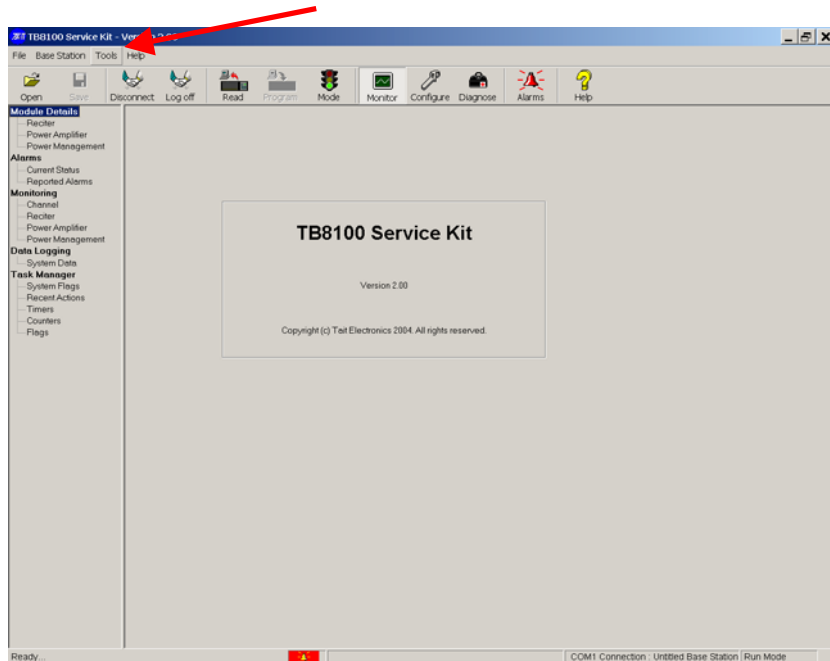 TB8100 Service Kit - Version 2.00
File Base Station Tools Help
Open Save Disconnect Log off Read Program Mode Monitor Configure Diagnose Alarms Help
Module Details
Reciter
Power Amplifier
Power Management
Alarms
Current Status
Reported Alarms
Monitoring
Channel
Reciter
Power Amplifier
Power Management
Data Logging
System Data
Task Manager
System Flags
Recent Actions
Timers
Counters
Flags
TB8100 Service Kit
Version 2.00
Copyright (c) Tait Electronics 2004. All rights reserved.
Ready...
COM1 Connection : Untitled Base Station Run Mode